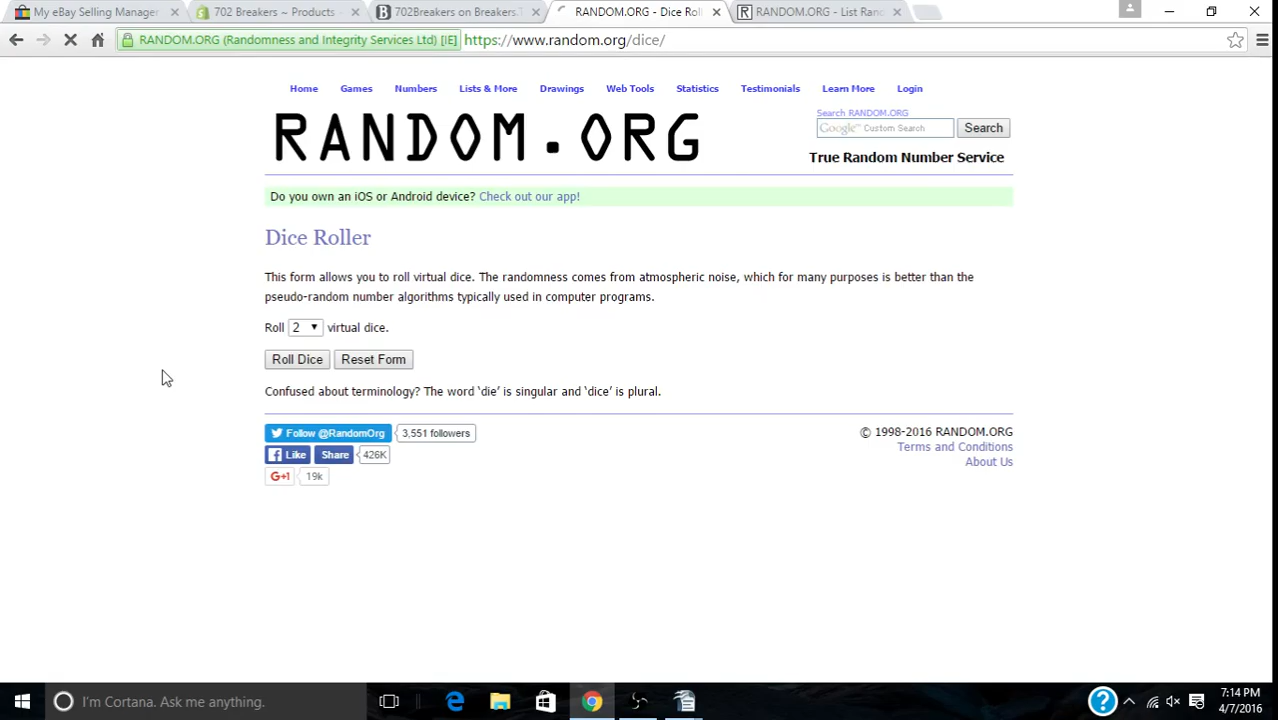 My eBay Selling Manager
702 Breakers ~ Products
702Breakers on Breakers.T
RANDOM.ORG - Dice Roll
RANDOM.ORG - List Rand
RANDOM.ORG (Randomness and Integrity Services Ltd) [IE]
https://www.random.org/dice/
Home Games Numbers Lists & More Drawings Web Tools Statistics Testimonials Learn More Login
RANDOM.ORG
Search RANDOM.ORG
Google™ Custom Search
Search
True Random Number Service
Do you own an iOS or Android device? Check out our app!
Dice Roller
This form allows you to roll virtual dice. The randomness comes from atmospheric noise, which for many purposes is better than the
pseudo-random number algorithms typically used in computer programs.
Roll 2 virtual dice.
Roll Dice Reset Form
Confused about terminology? The word ‘die’ is singular and ‘dice’ is plural.
Follow @RandomOrg 3,551 followers
Like Share 426K
G+1 19k
© 1998-2016 RANDOM.ORG
Terms and Conditions
About Us
I'm Cortana. Ask me anything.
7:14 PM
4/7/2016